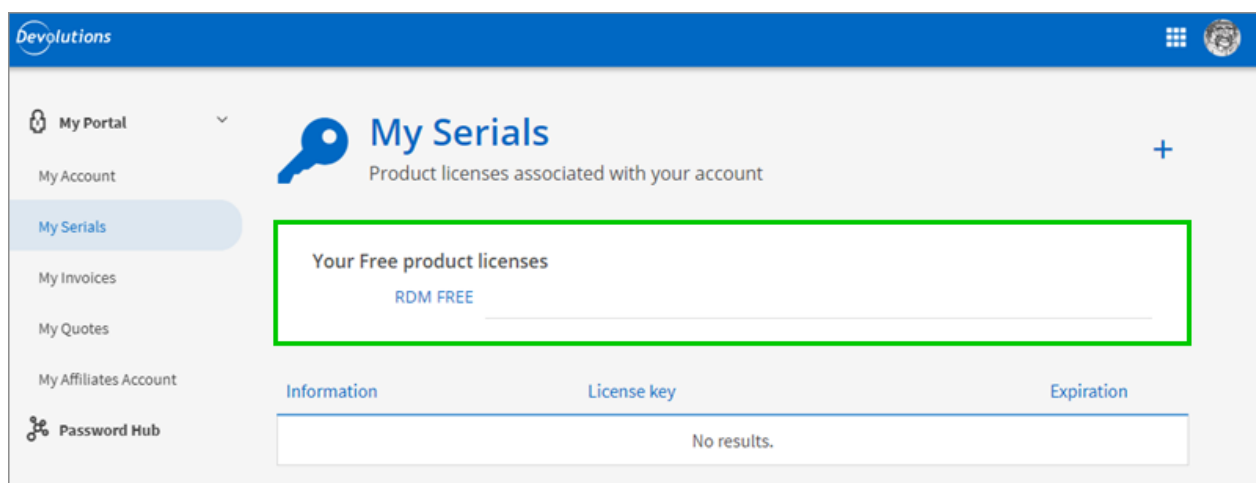 Devolutions
My Portal
My Account
My Serials
My Invoices
My Quotes
My Affiliates Account
Password Hub
My Serials
Product licenses associated with your account
+
Your Free product licenses
RDM FREE
Information License key Expiration
No results.